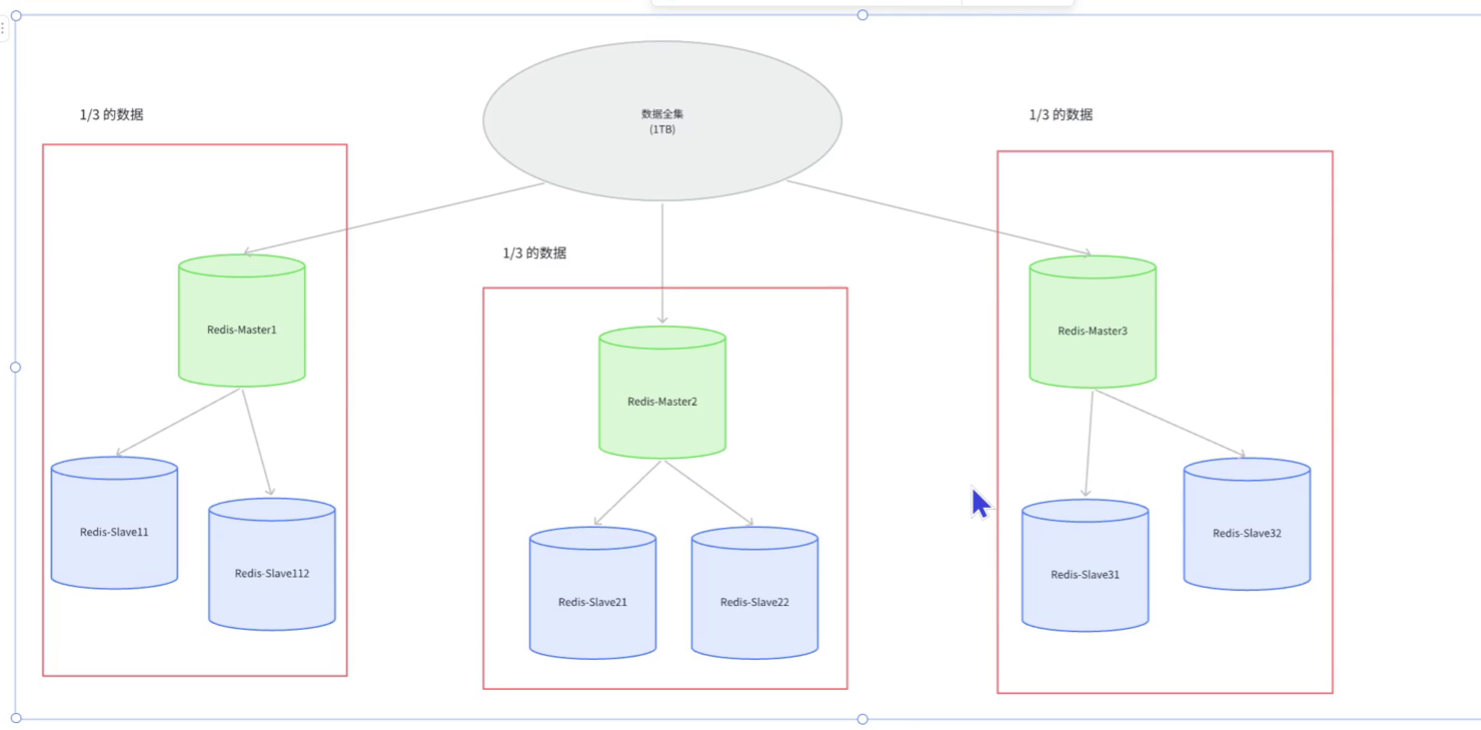 1/3 的数据
数据全集
(1TB)
1/3 的数据
1/3 的数据
Redis-Master1
Redis-Master3
Redis-Master2
Redis-Slave11
Redis-Slave112
Redis-Slave21
Redis-Slave22
Redis-Slave31
Redis-Slave32